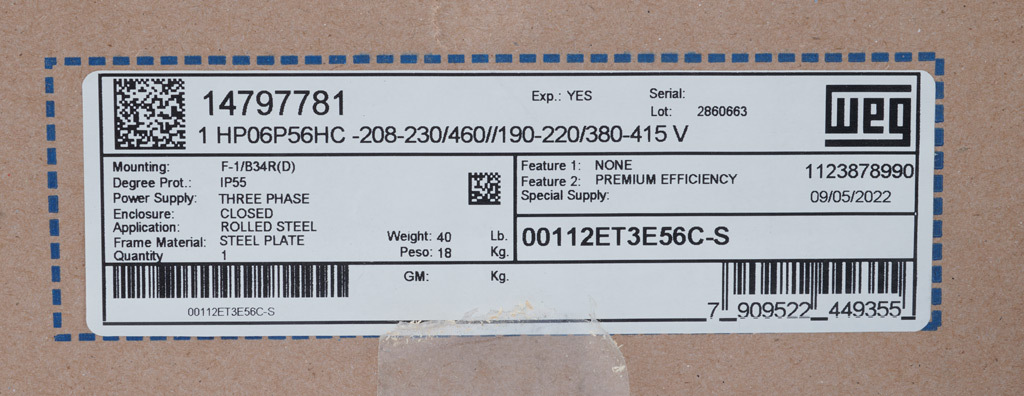 14797781
Exp.: YES
Serial:
Lot: 2860663
WEG
1 HP06P56HC -208-230/460//190-220/380-415 V
Mounting: F-1/B34R(D)
Degree Prot.: IP55
Power Supply: THREE PHASE
Enclosure: CLOSED
Application: ROLLED STEEL
Frame Material: STEEL PLATE
Quantity 1
Weight: 40 Lb.
Peso: 18 Kg.
Feature 1: NONE
Feature 2: PREMIUM EFFICIENCY
Special Supply:
1123878990
09/05/2022
00112ET3E56C-S
GM: Kg.
00112ET3E56C-S
7 909522 449355